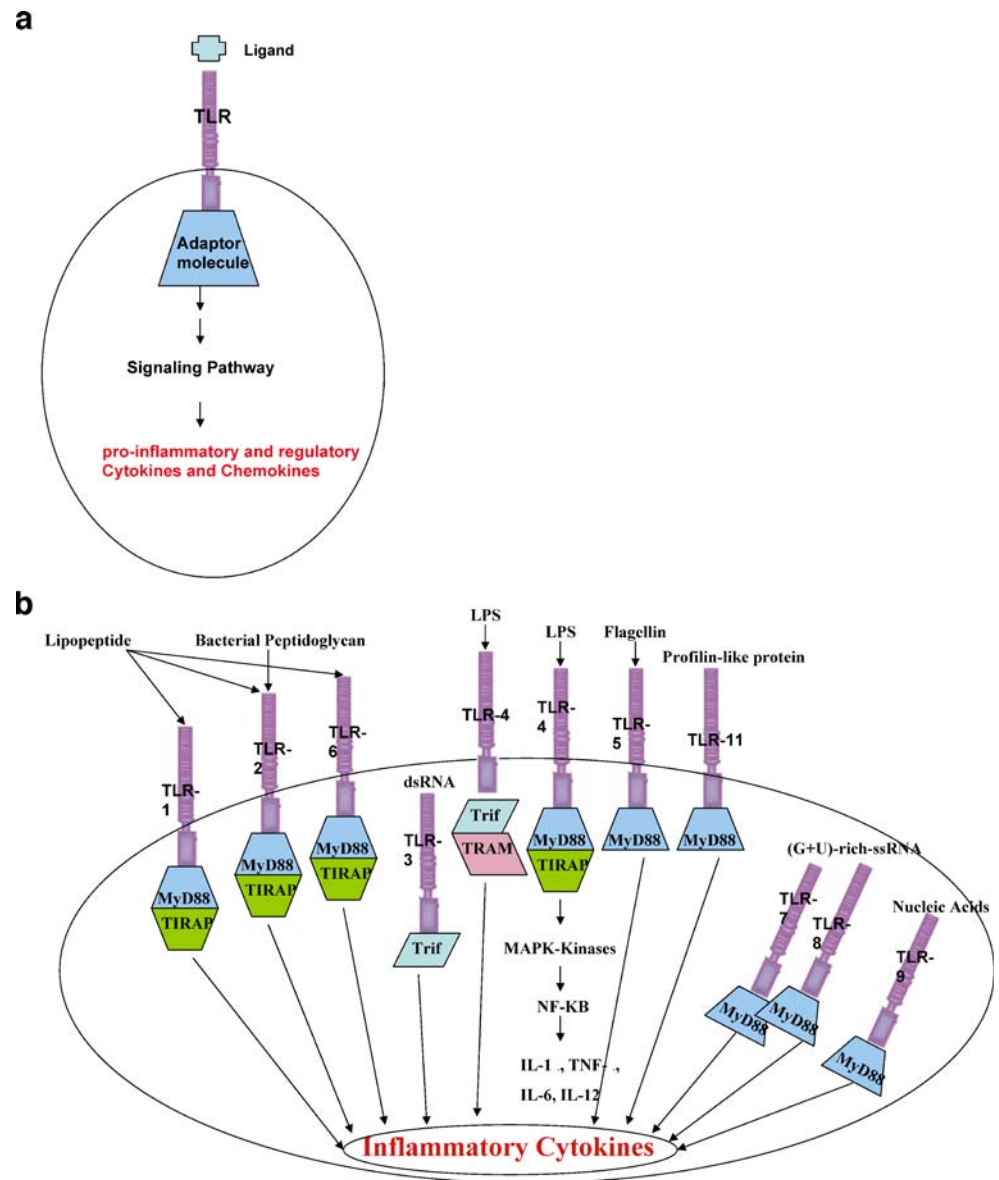 a
Ligand
TLR
Adaptor
molecule
Signaling Pathway
pro-inflammatory and regulatory
Cytokines and Chemokines
b
Lipopeptide
Bacterial Peptidoglycan
LPS
LPS
Flagellin
Profilin-like protein
TLR-
1
MyD88
TIRAP
TLR-
2
MyD88
TIRAP
TLR-
6
MyD88
TIRAP
dsRNA
TLR-
3
Trif
TLR-4
Trif
TRAM
TLR-
4
MyD88
TIRAP
MAPK-Kinases
NF-KB
IL-1 ., TNF- .,
IL-6, IL-12
TLR-
5
MyD88
TLR-11
MyD88
(G+U)-rich-ssRNA
TLR-
7
MyD88
TLR-
8
MyD88
Nucleic Acids
TLR-
9
MyD88
Inflammatory Cytokines